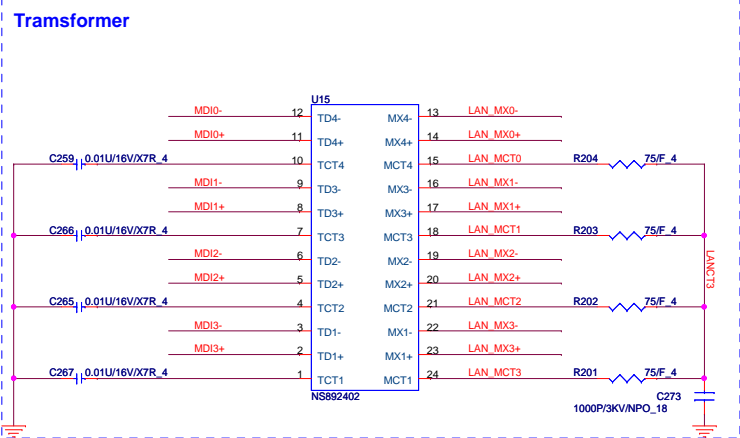 Tramsformer
U15
MDI0- 12 TD4- MX4- 13 LAN_MX0-
MDI0+ 11 TD4+ MX4+ 14 LAN_MX0+
C259 0.01U/16V/X7R_4 10 TCT4 MCT4 15 LAN_MCT0 R204 75/F_4
MDI1- 9 TD3- MX3- 16 LAN_MX1-
MDI1+ 8 TD3+ MX3+ 17 LAN_MX1+
C266 0.01U/16V/X7R_4 7 TCT3 MCT3 18 LAN_MCT1 R203 75/F_4
MDI2- 6 TD2- MX2- 19 LAN_MX2-
LANCT3
MDI2+ 5 TD2+ MX2+ 20 LAN_MX2+
C265 0.01U/16V/X7R_4 4 TCT2 MCT2 21 LAN_MCT2 R202 75/F_4
MDI3- 3 TD1- MX1- 22 LAN_MX3-
MDI3+ 2 TD1+ MX1+ 23 LAN_MX3+
C267 0.01U/16V/X7R_4 1 TCT1 MCT1 24 LAN_MCT3 R201 75/F_4
NS892402 C273
1000P/3KV/NPO_18